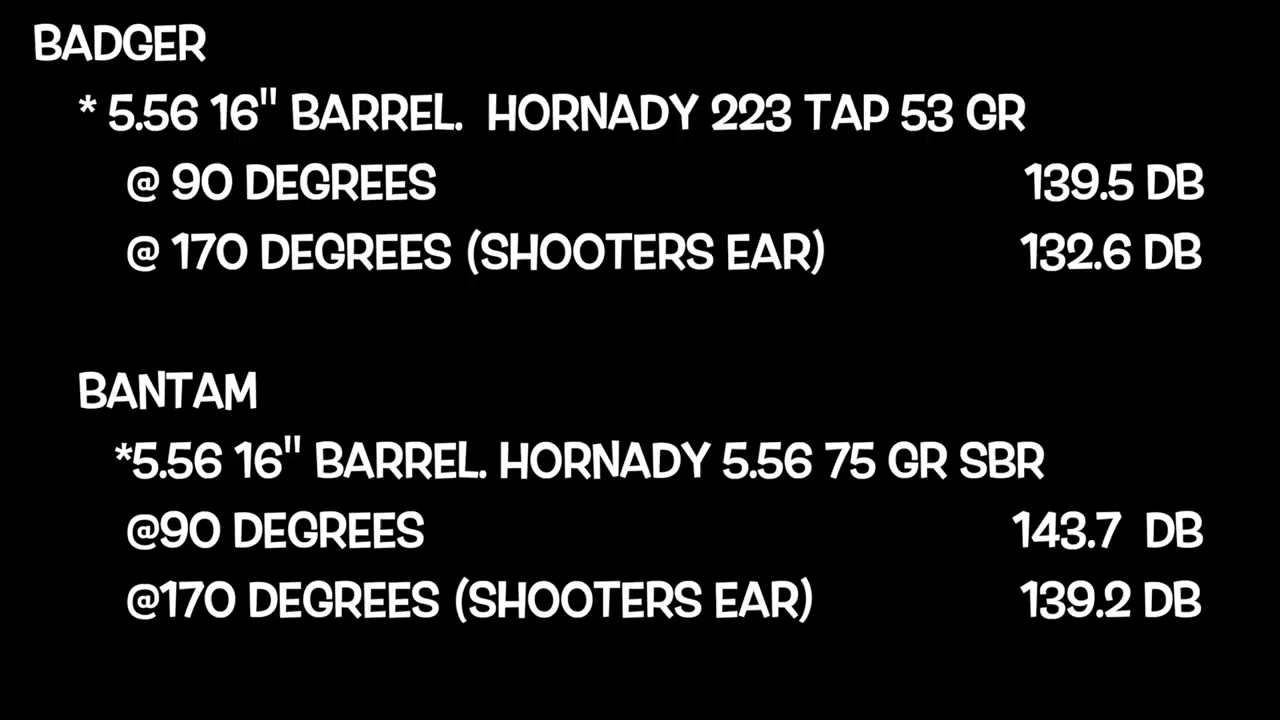 BADGER
* 5.56 16" BARREL. HORNADY 223 TAP 53 GR
@ 90 DEGREES 139.5 DB
@ 170 DEGREES (SHOOTERS EAR) 132.6 DB
BANTAM
*5.56 16" BARREL. HORNADY 5.56 75 GR SBR
@90 DEGREES 143.7 DB
@170 DEGREES (SHOOTERS EAR) 139.2 DB